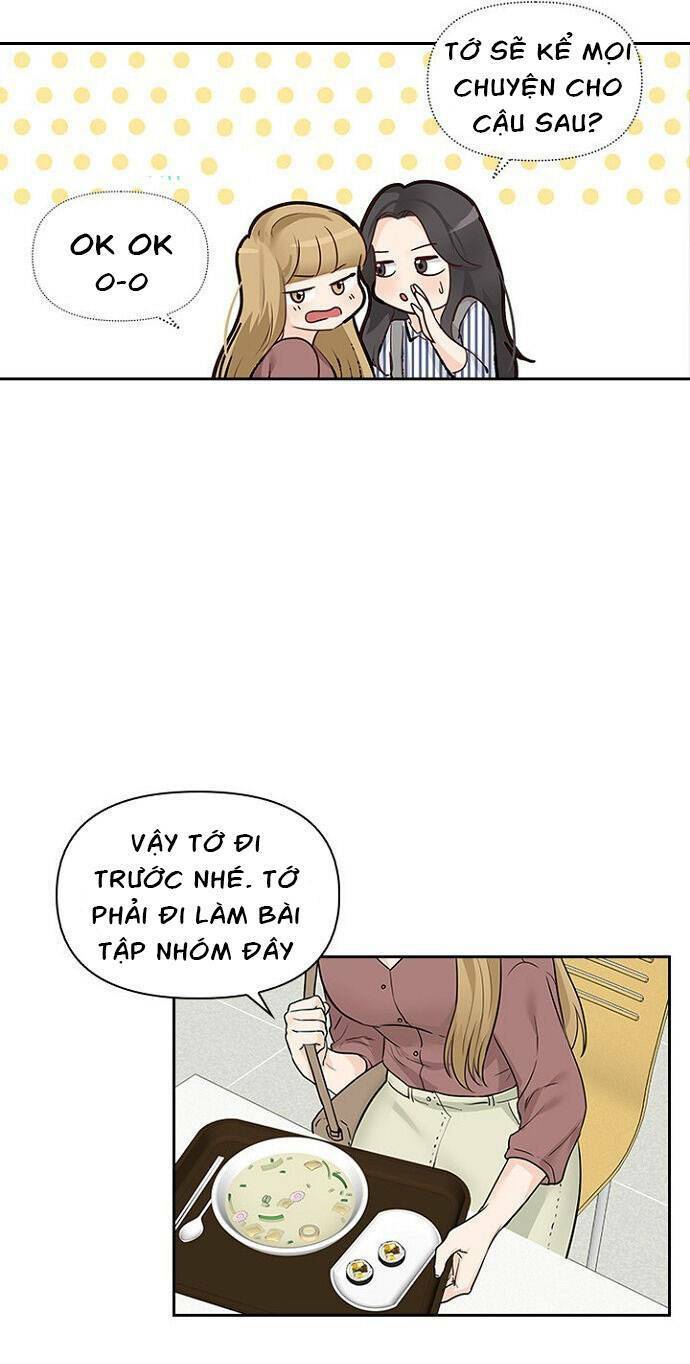 TỚ SẼ KỂ MỌI
CHUYỆN CHO
CẬU SAU?
OK OK
O-O
VẬY TỚ ĐI
TRƯỚC NHÉ. TỚ
PHẢI ĐI LÀM BÀI
TẬP NHÓM ĐÂY